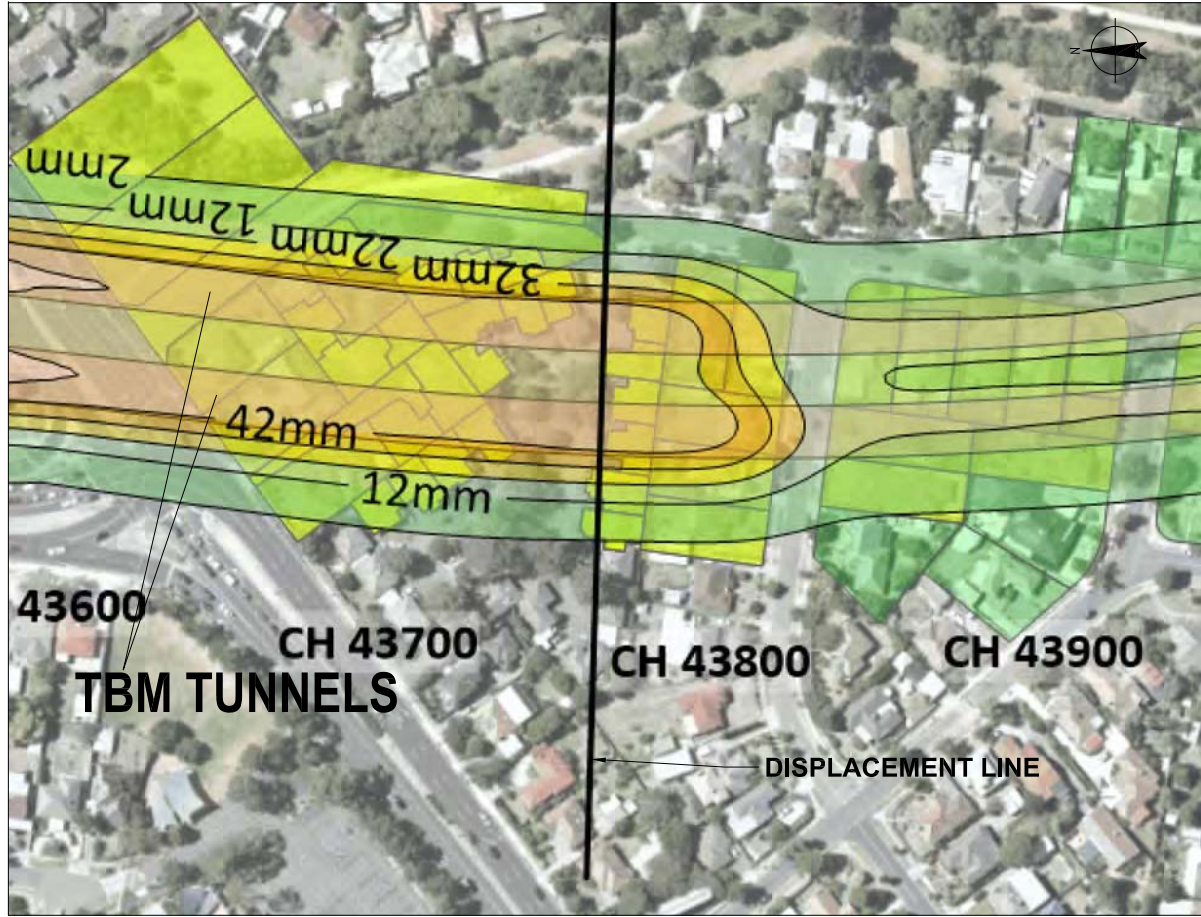 N
2mm
12mm
22mm
32mm
42mm
12mm
43600
CH 43700
CH 43800
CH 43900
TBM TUNNELS
DISPLACEMENT LINE